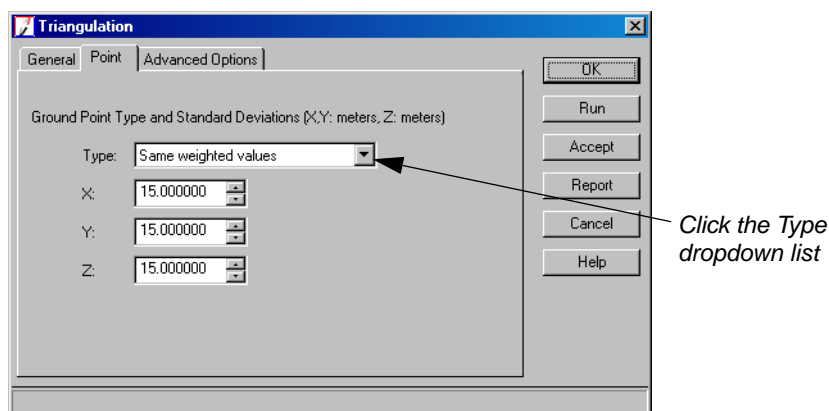 Triangulation
General Point Advanced Options
Ground Point Type and Standard Deviations (X,Y: meters, Z: meters)
Type: Same weighted values
X: 15.000000
Y: 15.000000
Z: 15.000000
OK
Run
Accept
Report
Cancel
Help
Click the Type
dropdown list